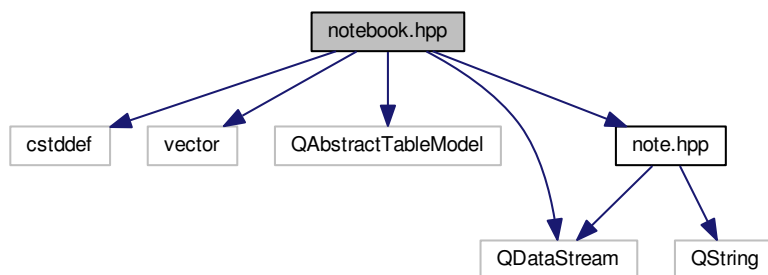 notebook.hpp
cstddef
vector
QAbstractTableModel
note.hpp
QDataStream
QString